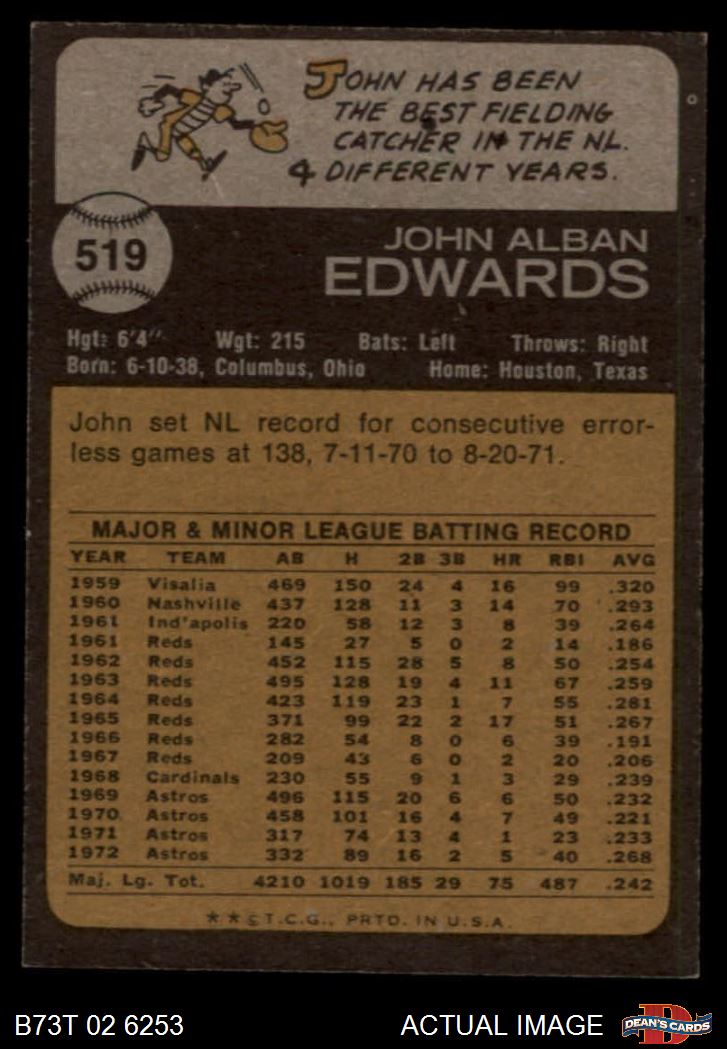 JOHN HAS BEEN
THE BEST FIELDING
CATCHER IN THE NL.
4 DIFFERENT YEARS.
519
JOHN ALBAN
EDWARDS
Hgt: 6'4" Wgt: 215 Bats: Left Throws: Right
Born: 6-10-38, Columbus, Ohio Home: Houston, Texas
John set NL record for consecutive error-
less games at 138, 7-11-70 to 8-20-71.
MAJOR & MINOR LEAGUE BATTING RECORD
YEAR TEAM AB H 2B 3B HR RBI AVG
1959 Visalia 469 150 24 4 16 99 .320
1960 Nashville 437 128 11 3 14 70 .293
1961 Ind'apolis 220 58 12 3 8 39 .264
1961 Reds 145 27 5 0 2 14 .186
1962 Reds 452 115 28 5 8 50 .254
1963 Reds 495 128 19 4 11 67 .259
1964 Reds 423 119 23 1 7 55 .281
1965 Reds 371 99 22 2 17 51 .267
1966 Reds 282 54 8 0 6 39 .191
1967 Reds 209 43 6 0 2 20 .206
1968 Cardinals 230 55 9 1 3 29 .239
1969 Astros 496 115 20 6 6 50 .232
1970 Astros 458 101 16 4 7 49 .221
1971 Astros 317 74 13 4 1 23 .233
1972 Astros 332 89 16 2 5 40 .268
Maj. Lg. Tot. 4210 1019 185 29 75 487 .242
**©T.C.G., PRTD. IN U.S.A.
B73T 02 6253 ACTUAL IMAGE
D
DEAN'S CARDS